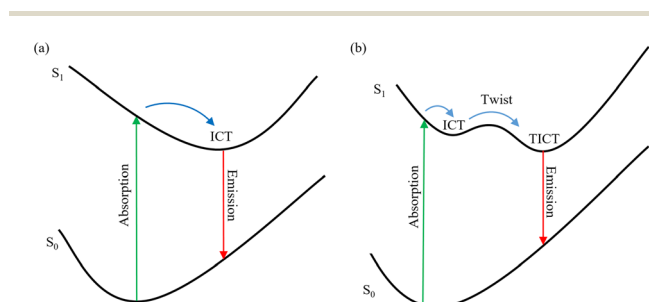 (a)
S1
ICT
Absorption
Emission
S0
(b)
S1
ICT
Twist
TICT
Absorption
Emission
S0